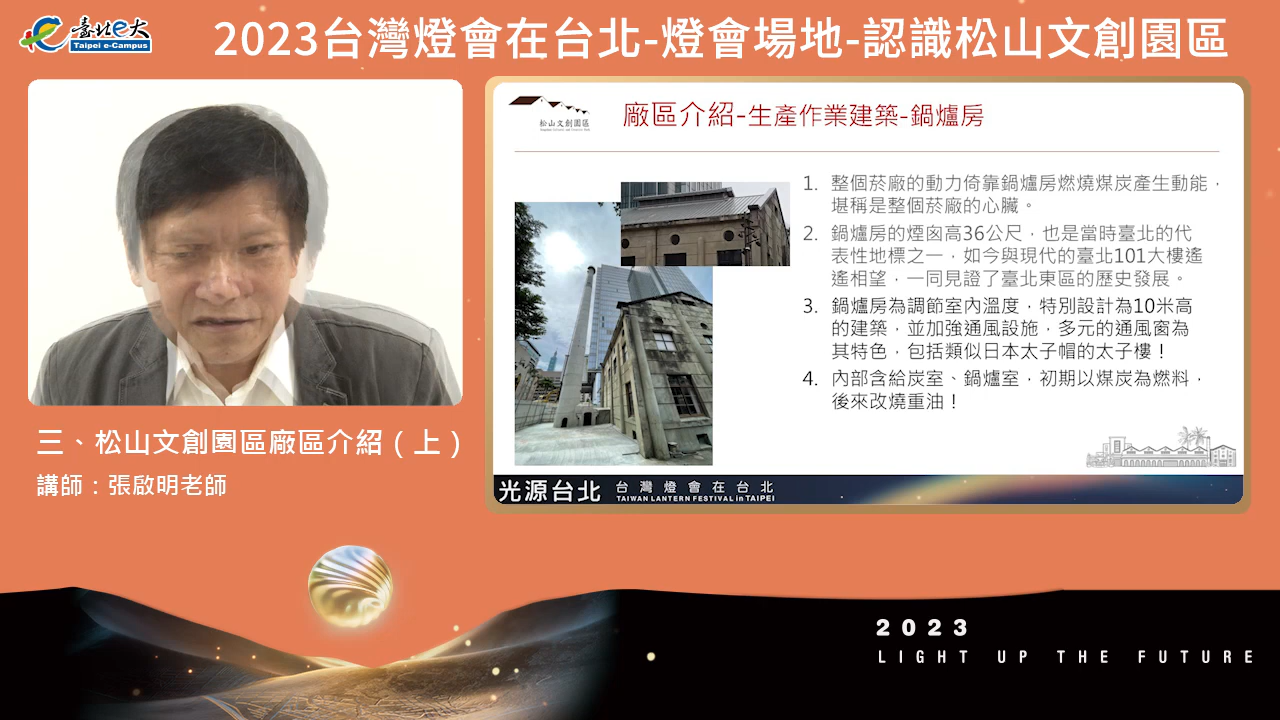 臺北e大
Taipei e-Campus
2023台灣燈會在台北-燈會場地-認識松山文創園區
松山文創園區
廠區介紹-生產作業建築-鍋爐房
1. 整個菸廠的動力倚靠鍋爐房燃燒煤炭產生動能，
堪稱是整個菸廠的心臟。
2. 鍋爐房的煙囪高36公尺，也是當時臺北的代
表性地標之一，如今與現代的臺北101大樓遙
遙相望，一同見證了臺北東區的歷史發展。
3. 鍋爐房為調節室內溫度，特別設計為10米高
的建築，並加強通風設施，多元的通風窗為
其特色，包括類似日本太子帽的太子樓！
4. 內部含給炭室、鍋爐室，初期以煤炭為燃料，
後來改燒重油！
三、松山文創園區廠區介紹（上）
講師：張啟明老師
光源台北
台灣燈會在台北
TAIWAN LANTERN FESTIVAL in TAIPEI
2023
LIGHT UP THE FUTURE